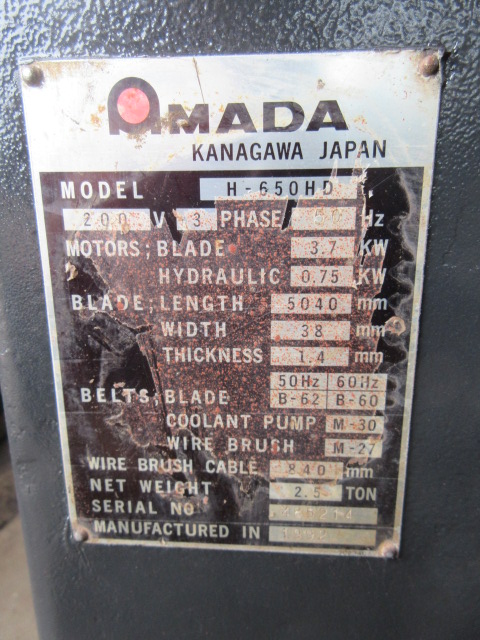 AMADA
KANAGAWA JAPAN
MODEL H-650HD
200 V 3 PHASE Hz
MOTORS; BLADE 3.7 KW
HYDRAULIC 0.75 KW
BLADE; LENGTH 5040 mm
WIDTH 38 mm
THICKNESS 1.4 mm
50Hz 60Hz
BELTS; BLADE B-62 B-60
COOLANT PUMP M-30
WIRE BRUSH M-27
WIRE BRUSH CABLE 840 mm
NET WEIGHT 2.5 TON
SERIAL NO
MANUFACTURED IN